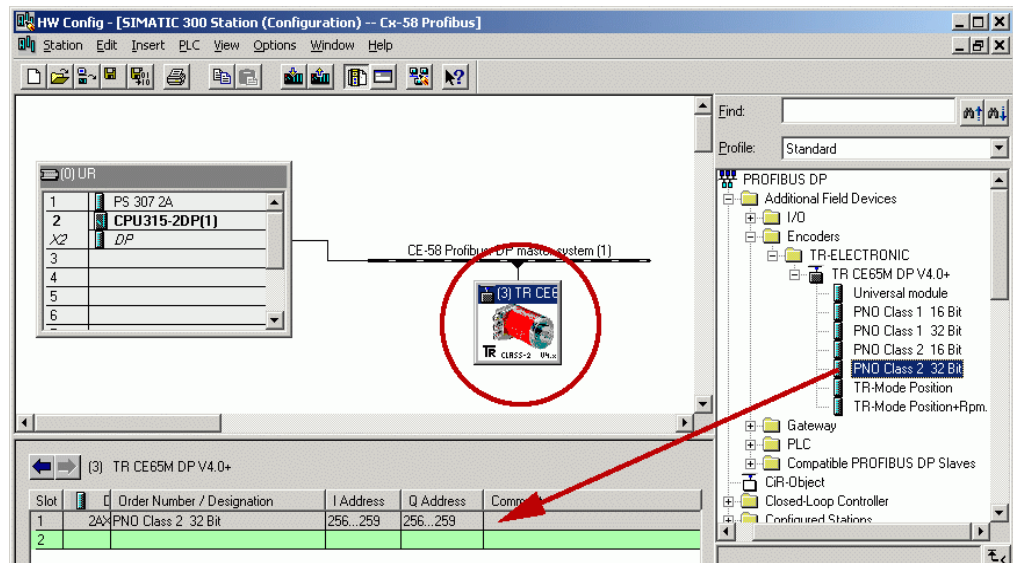 HW Config - [SIMATIC 300 Station (Configuration) -- Cx-58 Profibus]
Station Edit Insert PLC View Options Window Help
(0) UR
1 PS 307 2A
2 CPU315-2DP(1)
X2 DP
3
4
5
6
CE-58 Profibus DP master system (1)
(3) TR CE6
TR CLASS-2 V4.x
Find:
Profile: Standard
PROFIBUS DP
Additional Field Devices
I/O
Encoders
TR-ELECTRONIC
TR CE65M DP V4.0+
Universal module
PNO Class 1 16 Bit
PNO Class 1 32 Bit
PNO Class 2 16 Bit
PNO Class 2 32 Bit
TR-Mode Position
TR-Mode Position+Rpm.
Gateway
PLC
Compatible PROFIBUS DP Slaves
CiR-Object
Closed-Loop Controller
Configured Stations
(3) TR CE65M DP V4.0+
Slot Order Number / Designation I Address Q Address
1 PNO Class 2 32 Bit 256...259 256...259
2